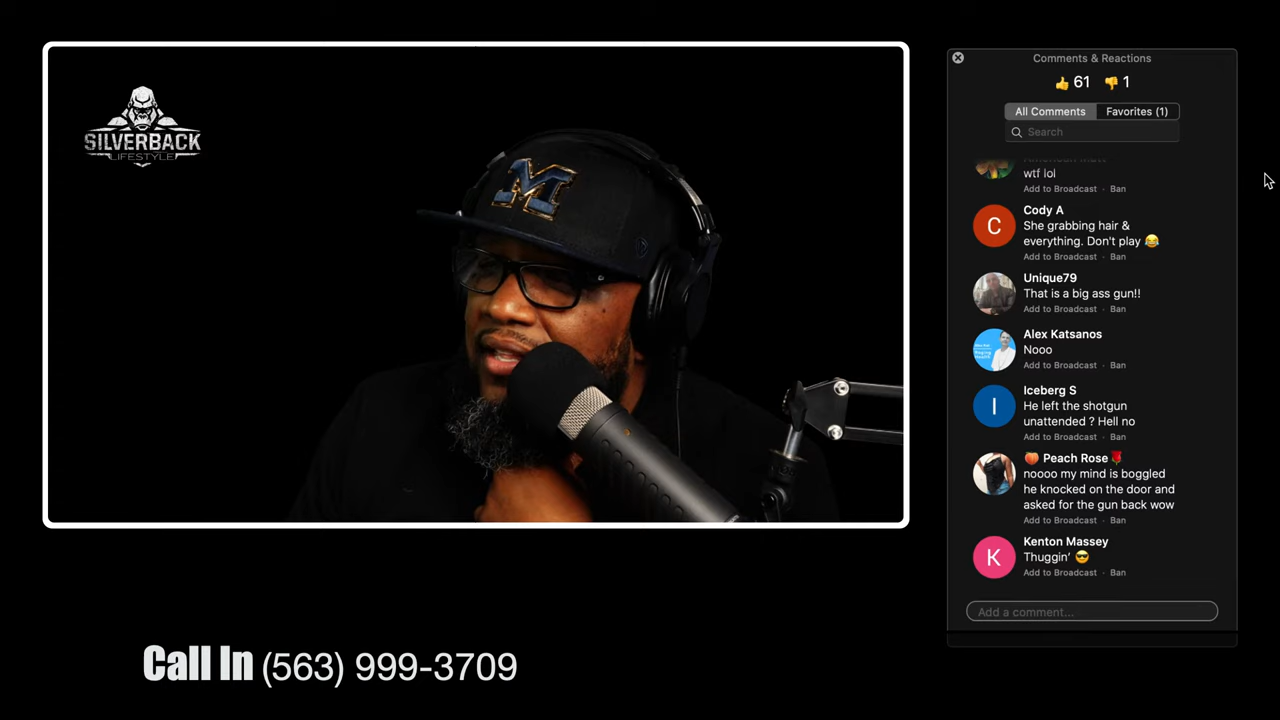 SILVERBACK
LIFESTYLE
M
Comments & Reactions
👍 61 👎 1
All Comments Favorites (1)
Search
wtf lol
Add to Broadcast · Ban
Cody A
C
She grabbing hair &
everything. Don't play 😂
Add to Broadcast · Ban
Unique79
That is a big ass gun!!
Add to Broadcast · Ban
Alex Katsanos
Nooo
Add to Broadcast · Ban
Iceberg S
I
He left the shotgun
unattended ? Hell no
Add to Broadcast · Ban
🍑 Peach Rose🌹
noooo my mind is boggled
he knocked on the door and
asked for the gun back wow
Add to Broadcast · Ban
Kenton Massey
K
Thuggin' 😎
Add to Broadcast · Ban
Add a comment...
Call In (563) 999-3709